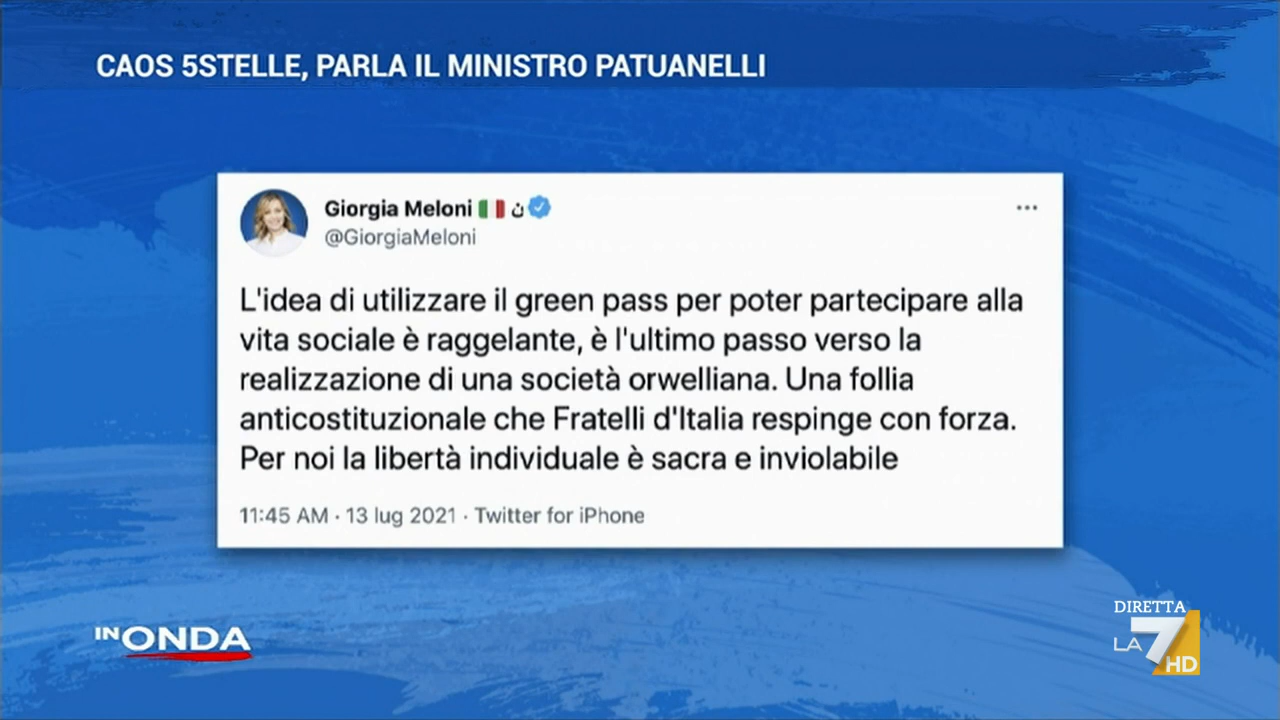 CAOS 5STELLE, PARLA IL MINISTRO PATUANELLI
Giorgia Meloni 🇮🇹 ن
@GiorgiaMeloni
L'idea di utilizzare il green pass per poter partecipare alla
vita sociale è raggelante, è l'ultimo passo verso la
realizzazione di una società orwelliana. Una follia
anticostituzionale che Fratelli d'Italia respinge con forza.
Per noi la libertà individuale è sacra e inviolabile
11:45 AM · 13 lug 2021 · Twitter for iPhone
IN ONDA
DIRETTA
LA 7 HD